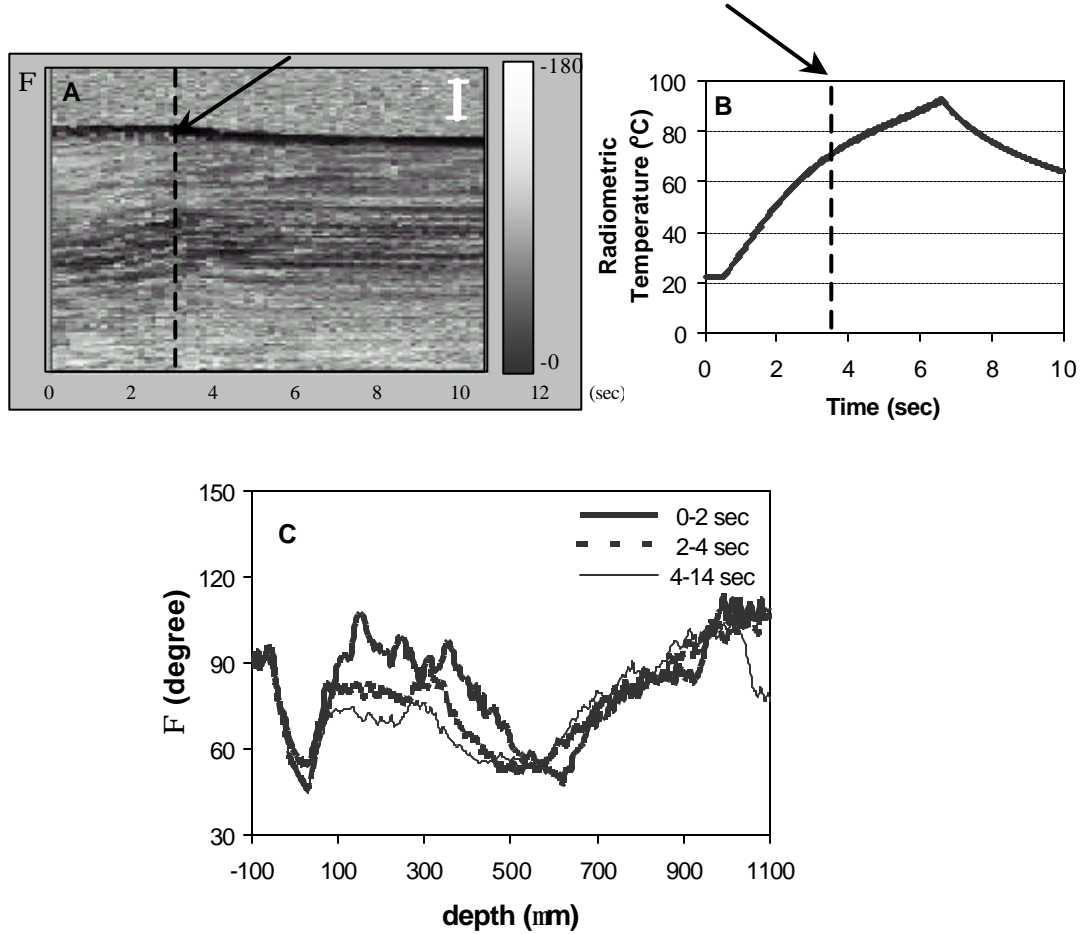 F
A
-180
-0
0 2 4 6 8 10 12 (sec)
B
Radiometric
Temperature (ºC)
100
80
60
40
20
0
0 2 4 6 8 10
Time (sec)
C
0-2 sec
2-4 sec
4-14 sec
F (degree)
150
120
90
60
30
-100 100 300 500 700 900 1100
depth (mm)